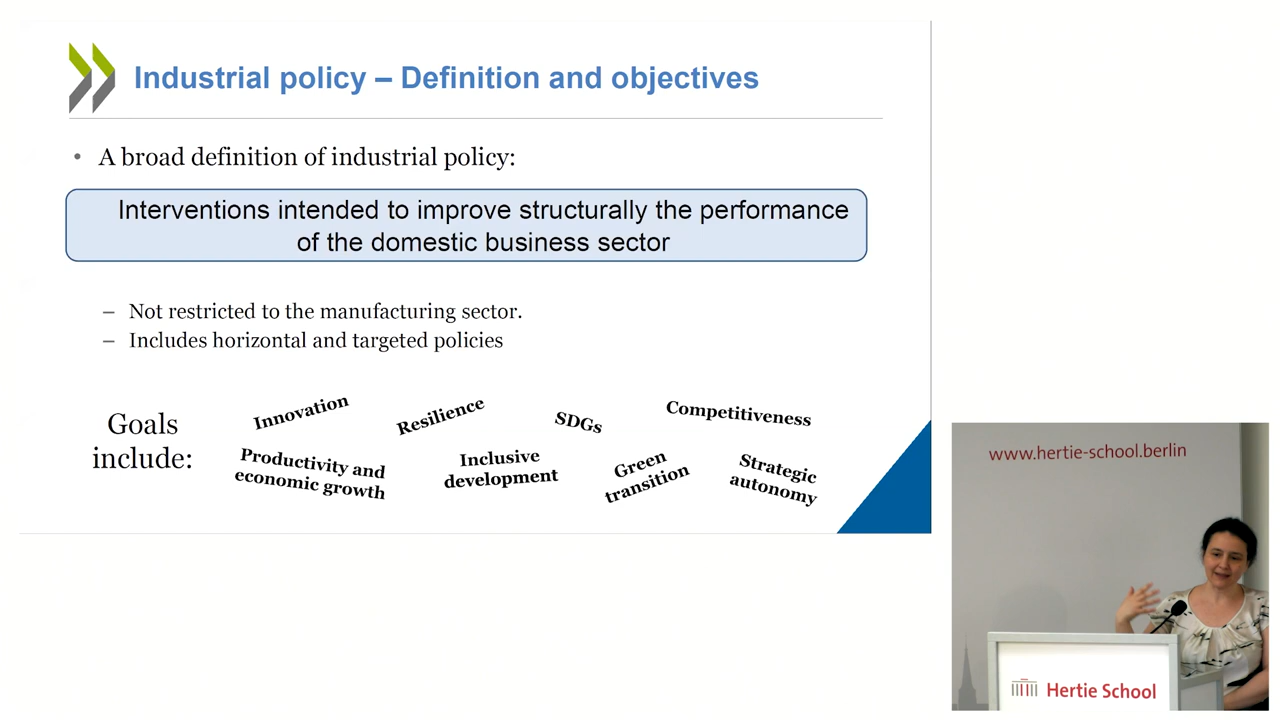 Industrial policy – Definition and objectives
• A broad definition of industrial policy:
Interventions intended to improve structurally the performance
of the domestic business sector
– Not restricted to the manufacturing sector.
– Includes horizontal and targeted policies
Goals
include:
Innovation
Resilience
SDGs
Competitiveness
Productivity and
economic growth
Inclusive
development
Green
transition
Strategic
autonomy
www.hertie-school.berlin
Hertie School